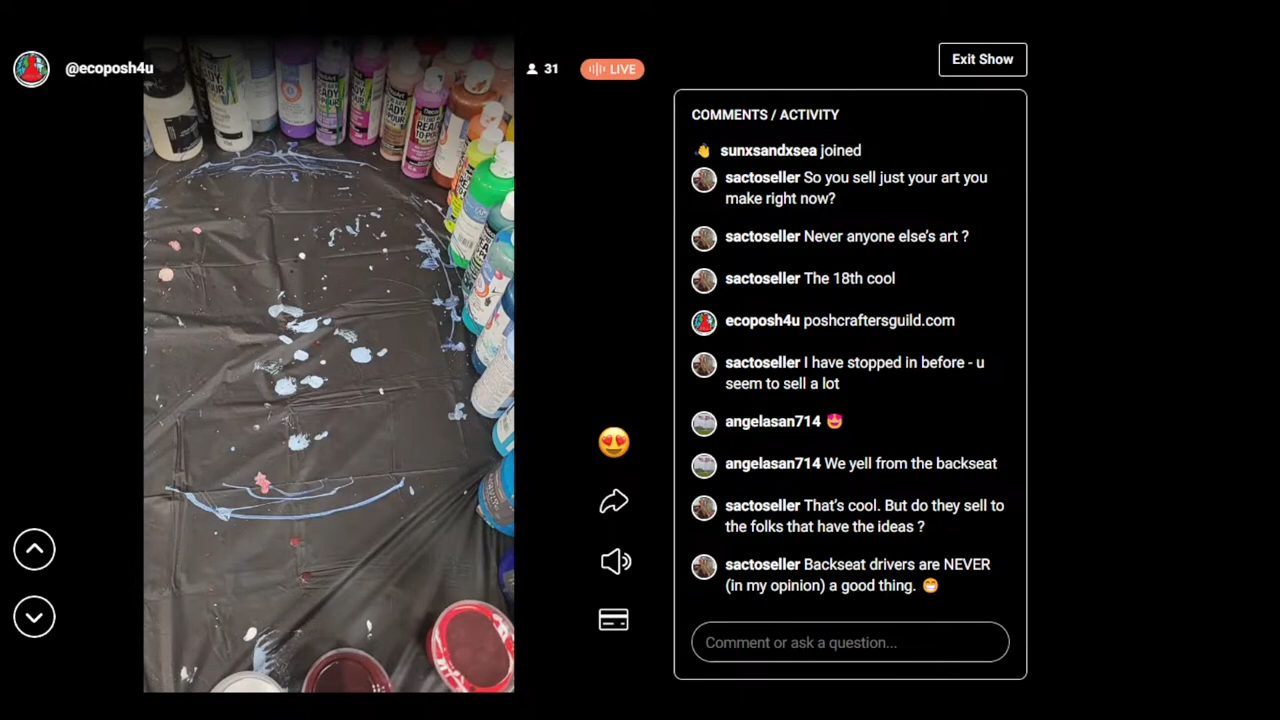 @ecoposh4u
31
LIVE
Exit Show
COMMENTS / ACTIVITY
👋 sunxsandxsea joined
sactoseller So you sell just your art you
make right now?
sactoseller Never anyone else's art ?
sactoseller The 18th cool
ecoposh4u poshcraftersguild.com
sactoseller I have stopped in before - u
seem to sell a lot
angelasan714 😍
angelasan714 We yell from the backseat
sactoseller That's cool. But do they sell to
the folks that have the ideas ?
sactoseller Backseat drivers are NEVER
(in my opinion) a good thing. 😁
Comment or ask a question...
READY
POUR
READY
READY